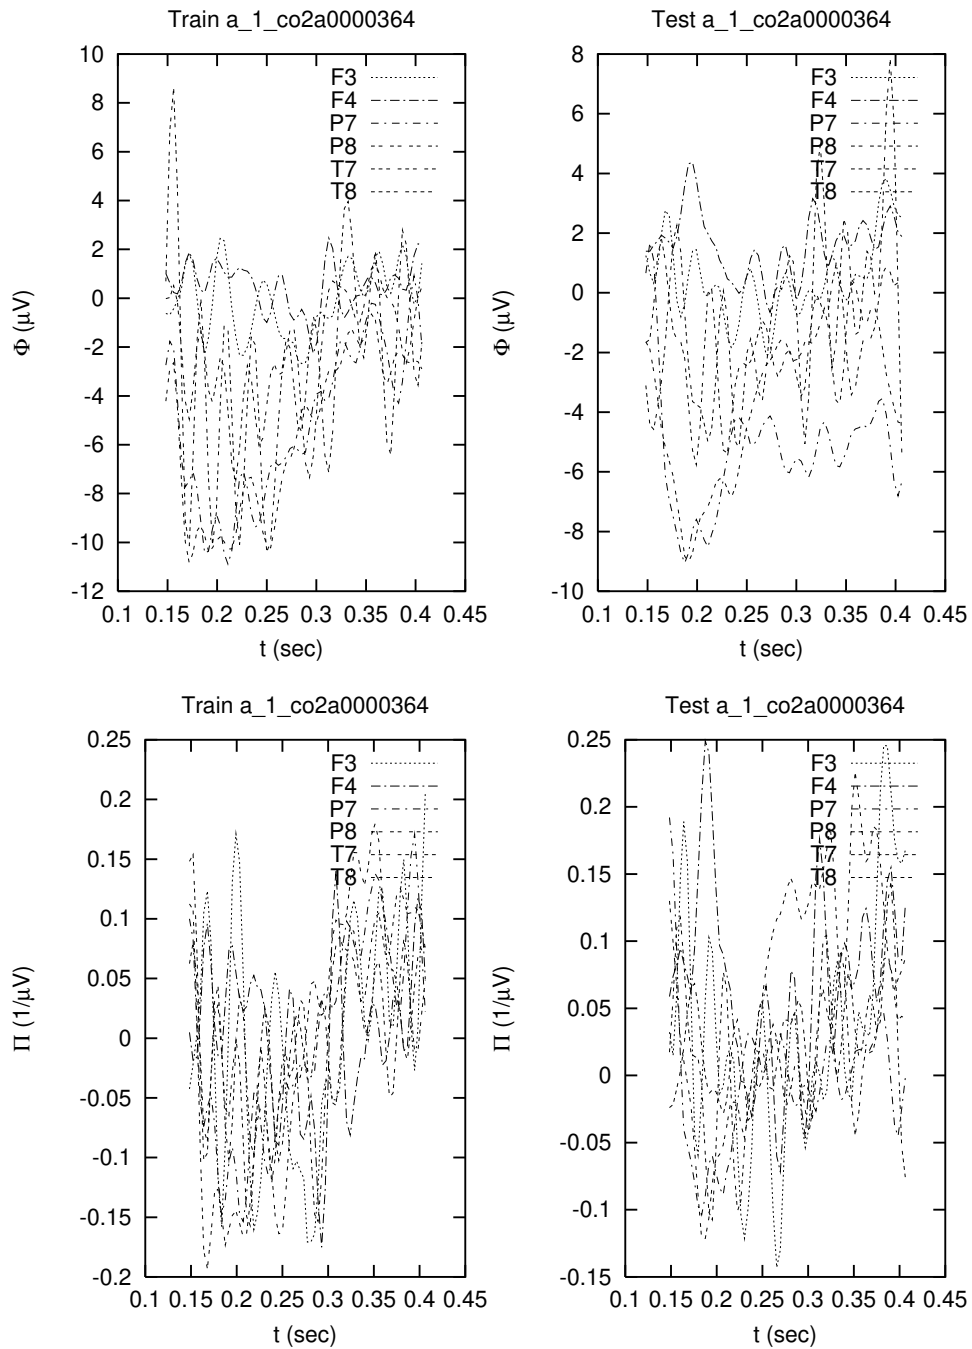 Train a_1_co2a0000364
10
8
6
4
2
0
-2
-4
-6
-8
-10
-12
0.1 0.15 0.2 0.25 0.3 0.35 0.4 0.45
Φ (μV)
t (sec)
F3
F4
P7
P8
T7
T8
Test a_1_co2a0000364
8
6
4
2
0
-2
-4
-6
-8
-10
0.1 0.15 0.2 0.25 0.3 0.35 0.4 0.45
Φ (μV)
t (sec)
F3
F4
P7
P8
T7
T8
Train a_1_co2a0000364
0.25
0.2
0.15
0.1
0.05
0
-0.05
-0.1
-0.15
-0.2
0.1 0.15 0.2 0.25 0.3 0.35 0.4 0.45
Π (1/μV)
t (sec)
F3
F4
P7
P8
T7
T8
Test a_1_co2a0000364
0.25
0.2
0.15
0.1
0.05
0
-0.05
-0.1
-0.15
0.1 0.15 0.2 0.25 0.3 0.35 0.4 0.45
Π (1/μV)
t (sec)
F3
F4
P7
P8
T7
T8